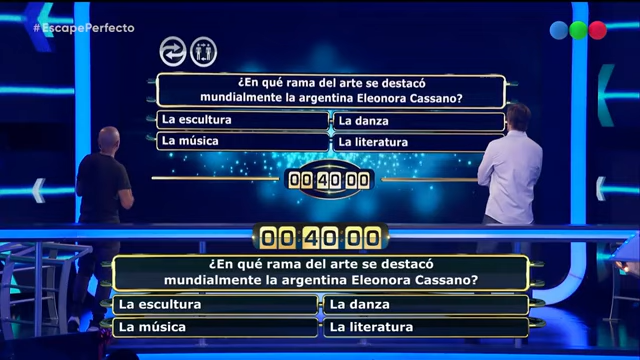 #EscapePerfecto
¿En qué rama del arte se destacó
mundialmente la argentina Eleonora Cassano?
La escultura
La danza
La música
La literatura
00 40 00
00 40 00
¿En qué rama del arte se destacó
mundialmente la argentina Eleonora Cassano?
La escultura
La danza
La música
La literatura